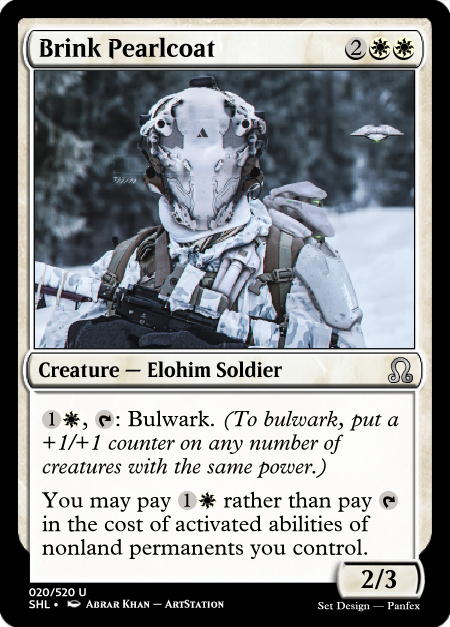 Brink Pearlcoat 2
Creature — Elohim Soldier
1, : Bulwark. (To bulwark, put a
+1/+1 counter on any number of
creatures with the same power.)
You may pay 1 rather than pay
in the cost of activated abilities of
nonland permanents you control.
2/3
020/520 U
SHL • Abrar Khan — ArtStation
Set Design — Panfex